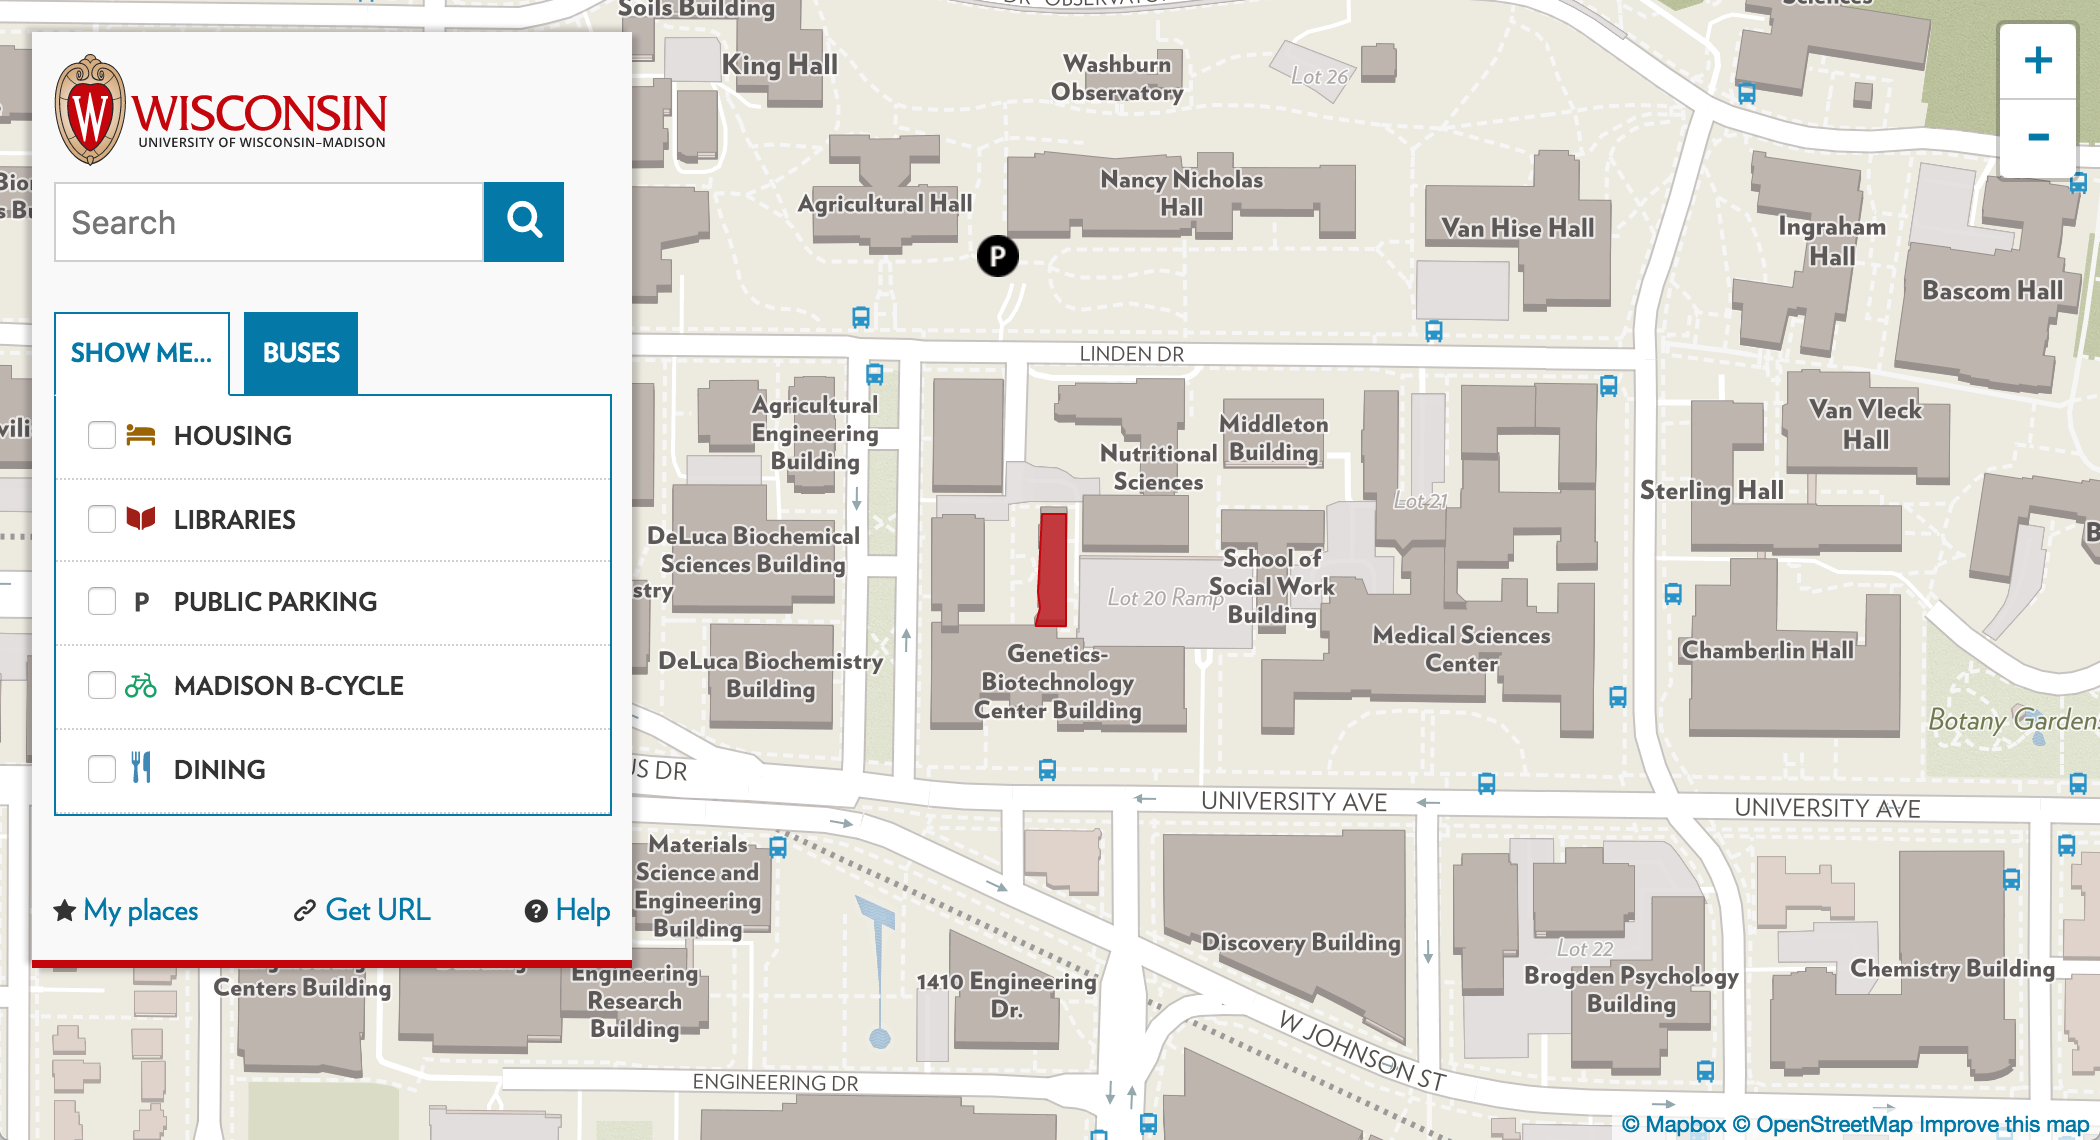 W
WISCONSIN
UNIVERSITY OF WISCONSIN–MADISON
Search
SHOW ME...
BUSES
HOUSING
LIBRARIES
P PUBLIC PARKING
MADISON B-CYCLE
DINING
My places
Get URL
? Help
+
-
Soils Building
King Hall
Washburn
Observatory
Lot 26
Sciences
Agricultural Hall
Nancy Nicholas
Hall
P
Van Hise Hall
Ingraham
Hall
Bascom Hall
LINDEN DR
Agricultural
Engineering
Building
Nutritional
Sciences
Middleton
Building
Lot 21
Van Vleck
Hall
Sterling Hall
DeLuca Biochemical
Sciences Building
stry
Lot 20 Ramp
School of
Social Work
Building
Medical Sciences
Center
Chamberlin Hall
DeLuca Biochemistry
Building
Genetics-
Biotechnology
Center Building
Botany Gardens
US DR
UNIVERSITY AVE
UNIVERSITY AVE
Materials
Science and
Engineering
Building
Discovery Building
Lot 22
Brogden Psychology
Building
Chemistry Building
Centers Building
Engineering
Research
Building
1410 Engineering
Dr.
W JOHNSON ST
ENGINEERING DR
© Mapbox © OpenStreetMap Improve this map